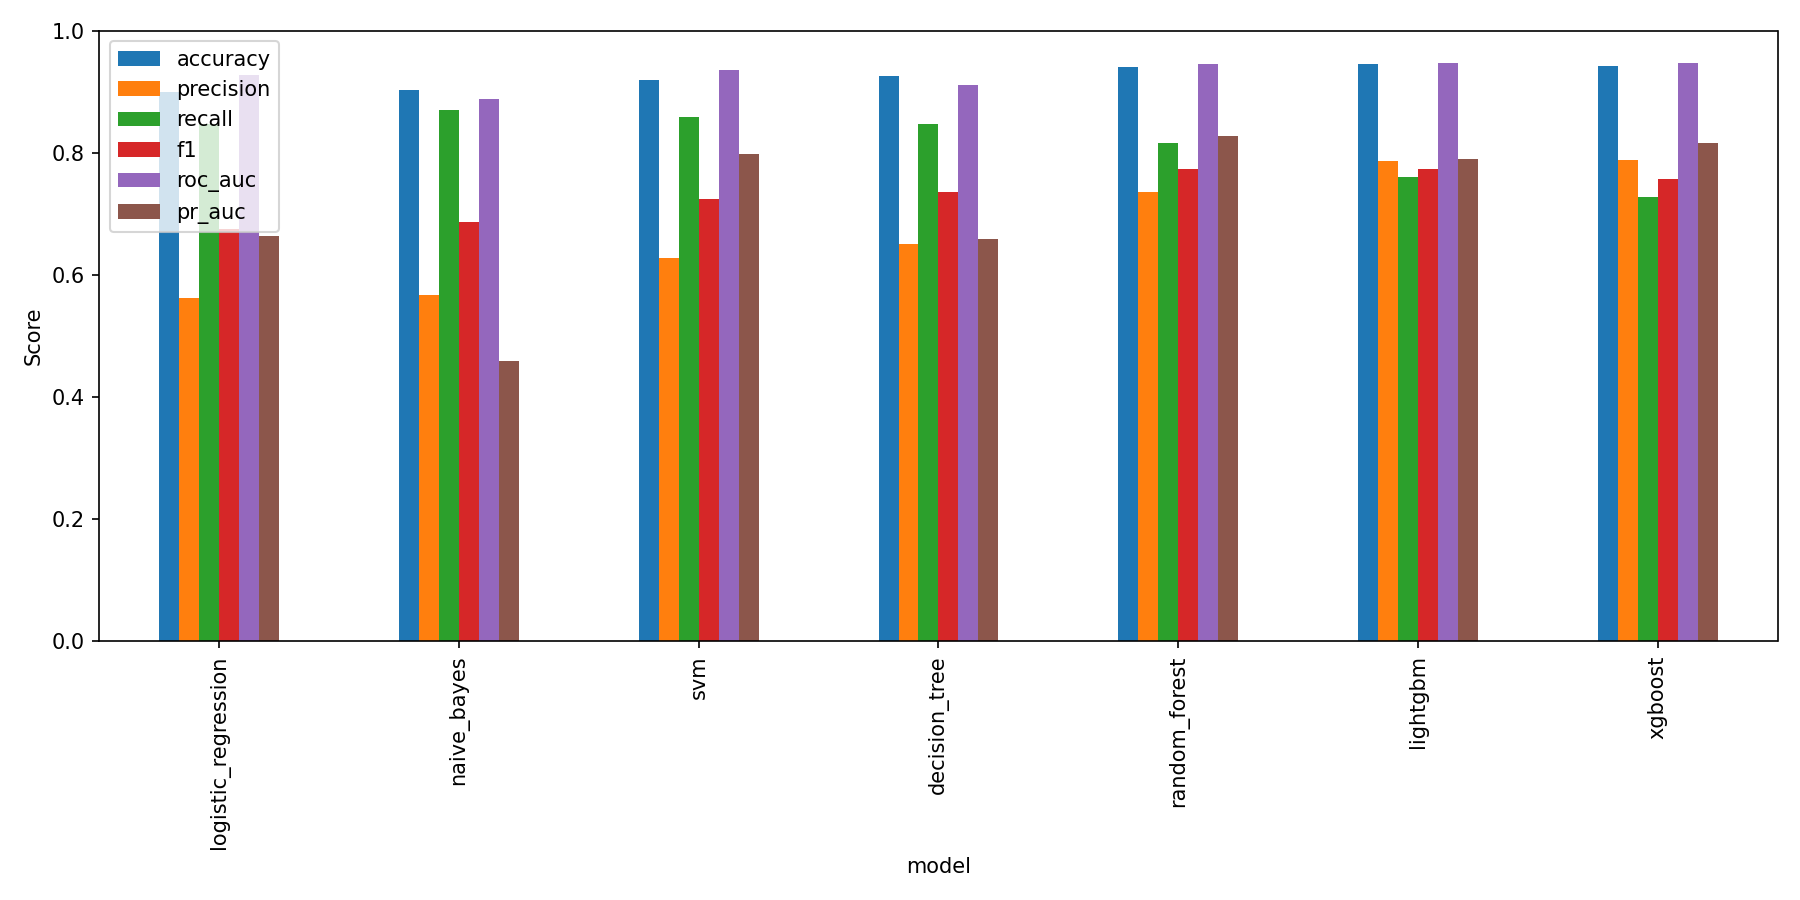 1.0
0.8
0.6
0.4
0.2
0.0
Score
accuracy
precision
recall
f1
roc_auc
pr_auc
logistic_regression
naive_bayes
svm
decision_tree
random_forest
lightgbm
xgboost
model